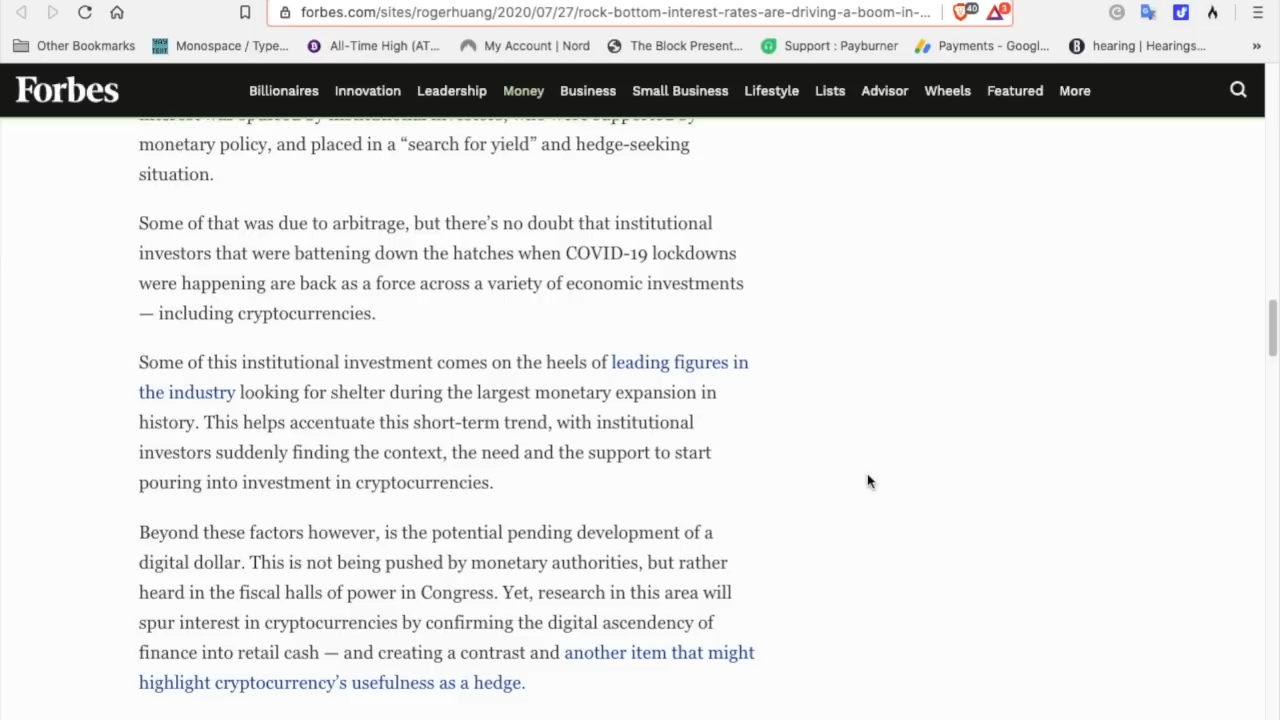 forbes.com/sites/rogerhuang/2020/07/27/rock-bottom-interest-rates-are-driving-a-boom-in-... 40 3
Other Bookmarks Monospace / Type... All-Time High (AT... My Account | Nord The Block Present... Support : Payburner Payments - Googl... hearing | Hearings... »
Forbes Billionaires Innovation Leadership Money Business Small Business Lifestyle Lists Advisor Wheels Featured More
monetary policy, and placed in a “search for yield” and hedge-seeking
situation.
Some of that was due to arbitrage, but there’s no doubt that institutional
investors that were battening down the hatches when COVID-19 lockdowns
were happening are back as a force across a variety of economic investments
— including cryptocurrencies.
Some of this institutional investment comes on the heels of leading figures in
the industry looking for shelter during the largest monetary expansion in
history. This helps accentuate this short-term trend, with institutional
investors suddenly finding the context, the need and the support to start
pouring into investment in cryptocurrencies.
Beyond these factors however, is the potential pending development of a
digital dollar. This is not being pushed by monetary authorities, but rather
heard in the fiscal halls of power in Congress. Yet, research in this area will
spur interest in cryptocurrencies by confirming the digital ascendency of
finance into retail cash — and creating a contrast and another item that might
highlight cryptocurrency’s usefulness as a hedge.